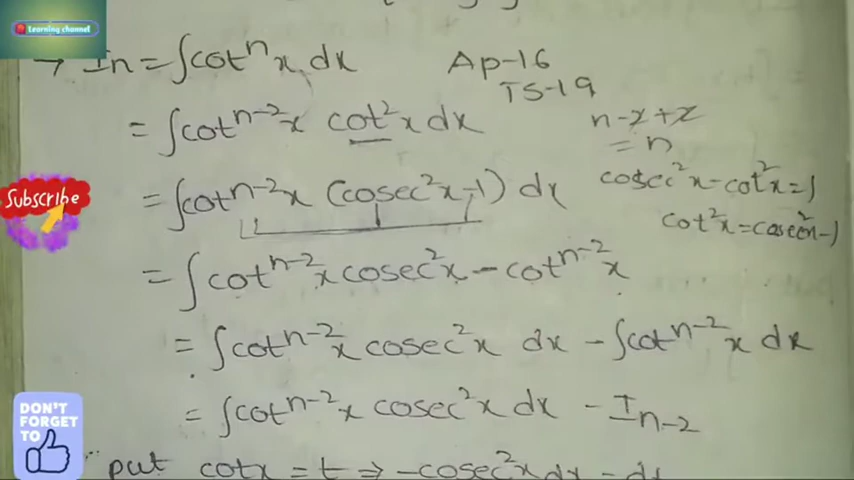 Learning channel
→ Iₙ = ∫cotⁿx dx Ap-16
TS-19
= ∫cotⁿ⁻²x cot²x dx n-2+2
= n
= ∫cotⁿ⁻²x (cosec²x-1) dx cosec²x-cot²x=1
cot²x=cosec²x-1
Subscribe
= ∫cotⁿ⁻²x cosec²x - cotⁿ⁻²x
= ∫cotⁿ⁻²x cosec²x dx - ∫cotⁿ⁻²x dx
= ∫cotⁿ⁻²x cosec²x dx - Iₙ₋₂
DON'T
FORGET
TO
put cotx = t ⇒ -cosec²x dx = dt